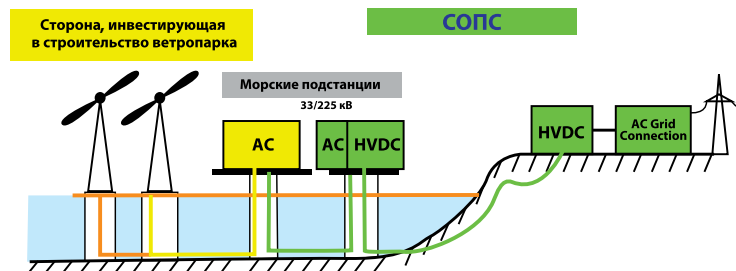 Сторона, инвестирующая
в строительство ветропарка
СОПС
Морские подстанции
33/225 кВ
AC
AC
HVDC
HVDC
AC Grid
Connection